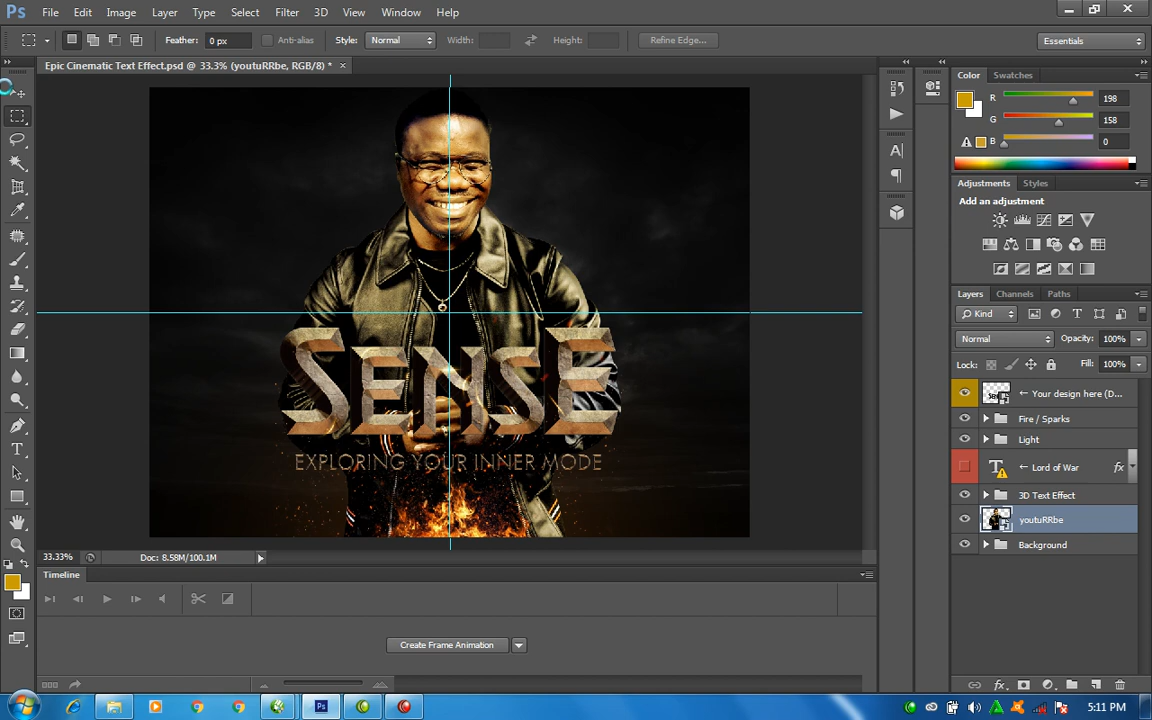 Ps File Edit Image Layer Type Select Filter 3D View Window Help
Feather: 0 px Anti-alias Style: Normal Width: Height: Refine Edge... Essentials
Epic Cinematic Text Effect.psd @ 33.3% (youtuRRbe, RGB/8) * ×
SENSE
EXPLORING YOUR INNER MODE
33.33% Doc: 8.58M/100.1M
Timeline
Create Frame Animation
Color Swatches
R 198
G 158
B 0
Adjustments Styles
Add an adjustment
Layers Channels Paths
Kind
Normal Opacity: 100%
Lock: Fill: 100%
← Your design here (D...
Fire / Sparks
Light
T ← Lord of War fx
3D Text Effect
youtuRRbe
Background
fx
Ps 5:11 PM